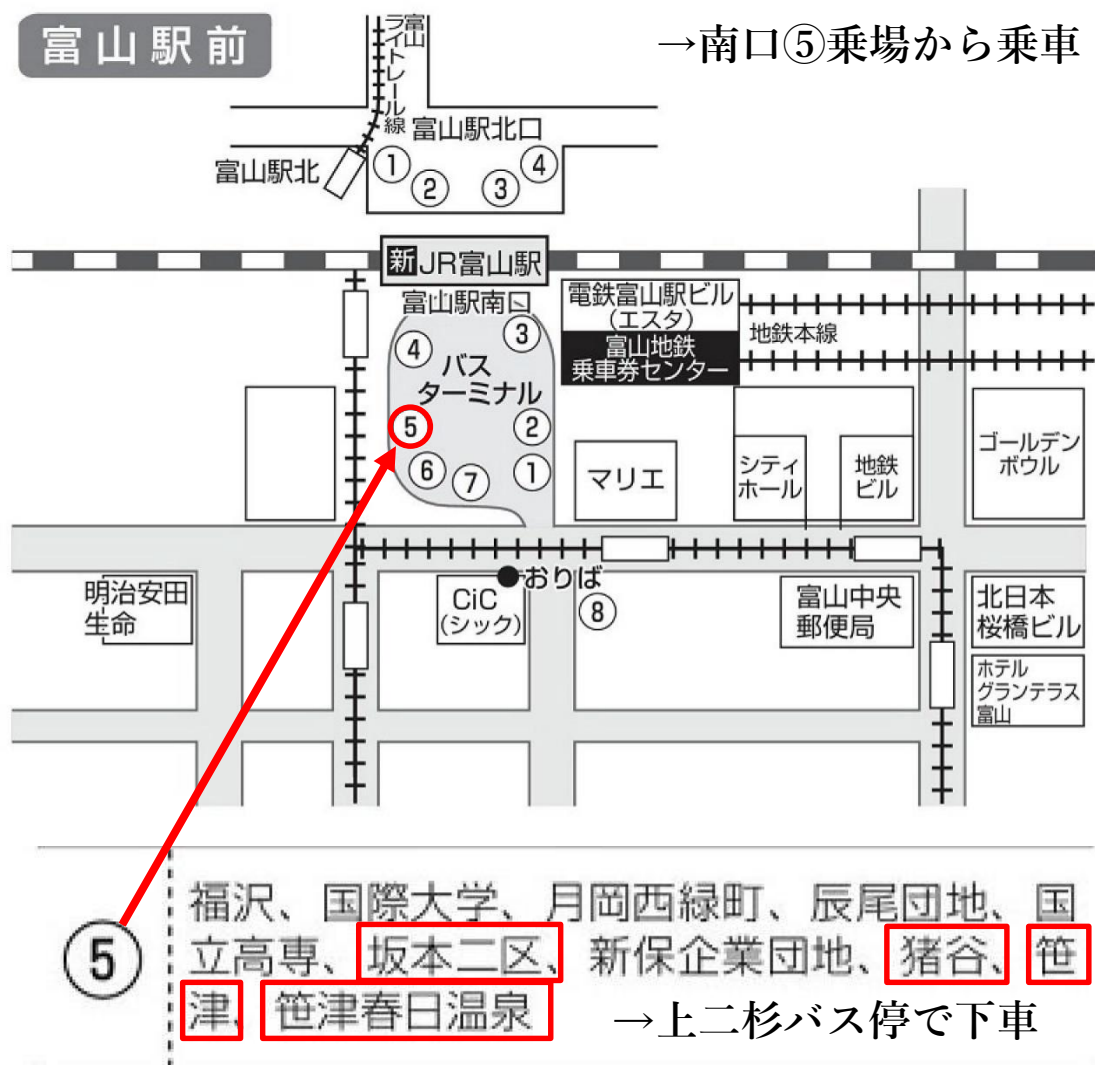 富山駅前
→南口⑤乗場から乗車
富山
ライトレール線
富山駅北口
富山駅北
①
②
③
④
新JR富山駅
富山駅南口
電鉄富山駅ビル
(エスタ)
富山地鉄
乗車券センター
地鉄本線
③
④
バス
ターミナル
⑤
②
⑥
⑦
①
マリエ
シティ
ホール
地鉄
ビル
ゴールデン
ボウル
明治安田
生命
CiC
(シック)
おりば
⑧
富山中央
郵便局
北日本
桜橋ビル
ホテル
グランテラス
富山
⑤
福沢、国際大学、月岡西緑町、辰尾団地、国
立高専、坂本二区、新保企業団地、猪谷、笹
津、笹津春日温泉
→上二杉バス停で下車